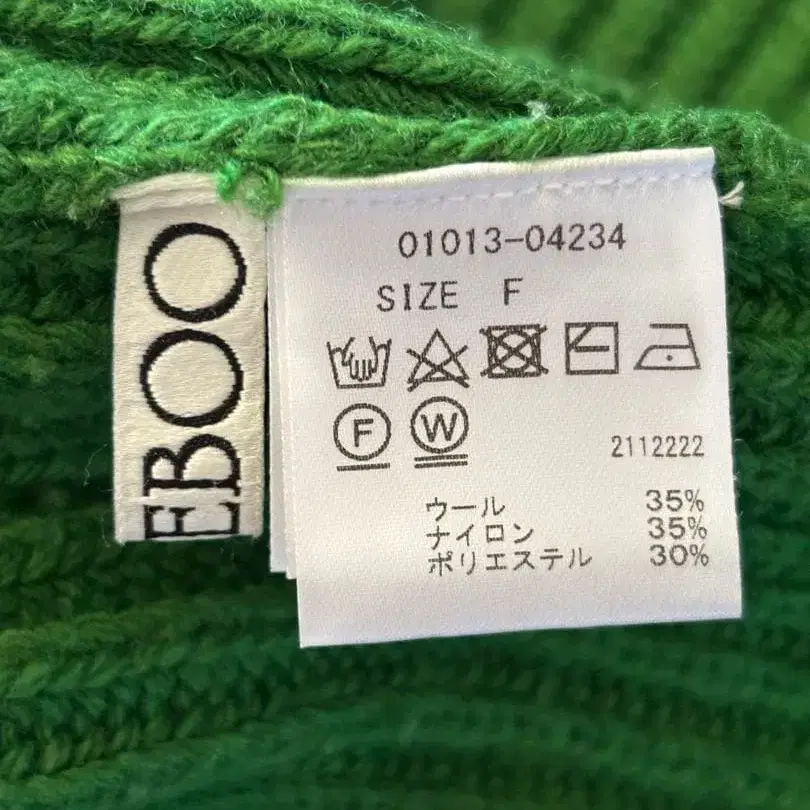 EBOO
01013-04234
SIZE F
F W
2112222
ウール 35%
ナイロン 35%
ポリエステル 30%